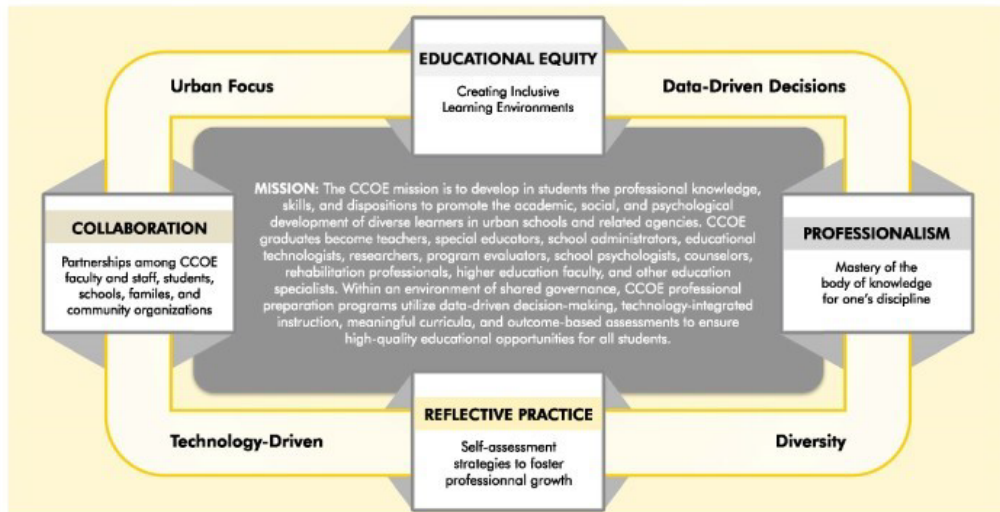 EDUCATIONAL EQUITY
Creating Inclusive
Learning Environments
Urban Focus
Data-Driven Decisions
MISSION: The CCOE mission is to develop in students the professional knowledge,
skills, and dispositions to promote the academic, social, and psychological
development of diverse learners in urban schools and related agencies. CCOE
graduates become teachers, special educators, school administrators, educational
technologists, researchers, program evaluators, school psychologists, counselors,
rehabilitation professionals, higher education faculty, and other education
specialists. Within an environment of shared governance, CCOE professional
preparation programs utilize data-driven decision-making, technology-integrated
instruction, meaningful curricula, and outcome-based assessments to ensure
high-quality educational opportunities for all students.
COLLABORATION
Partnerships among CCOE
faculty and staff, students,
schools, familes, and
community organizations
PROFESSIONALISM
Mastery of the
body of knowledge
for one's discipline
REFLECTIVE PRACTICE
Self-assessment
strategies to foster
professionnal growth
Technology-Driven
Diversity